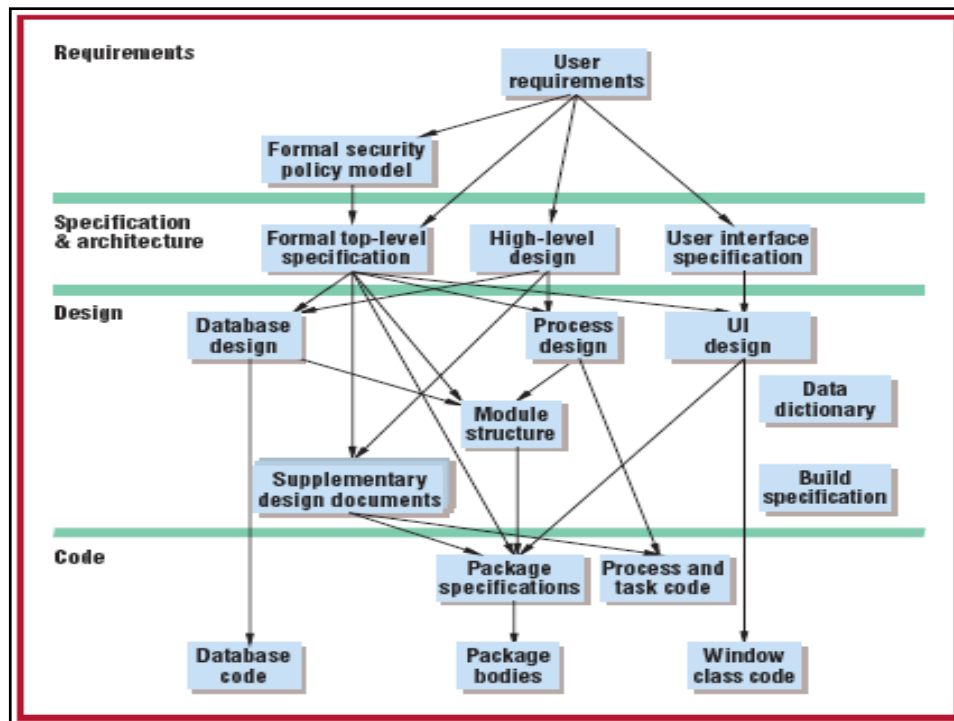 Requirements
User
requirements
Formal security
policy model
Specification
& architecture
Formal top-level
specification
High-level
design
User interface
specification
Design
Database
design
Process
design
UI
design
Data
dictionary
Module
structure
Supplementary
design documents
Build
specification
Code
Package
specifications
Process and
task code
Database
code
Package
bodies
Window
class code